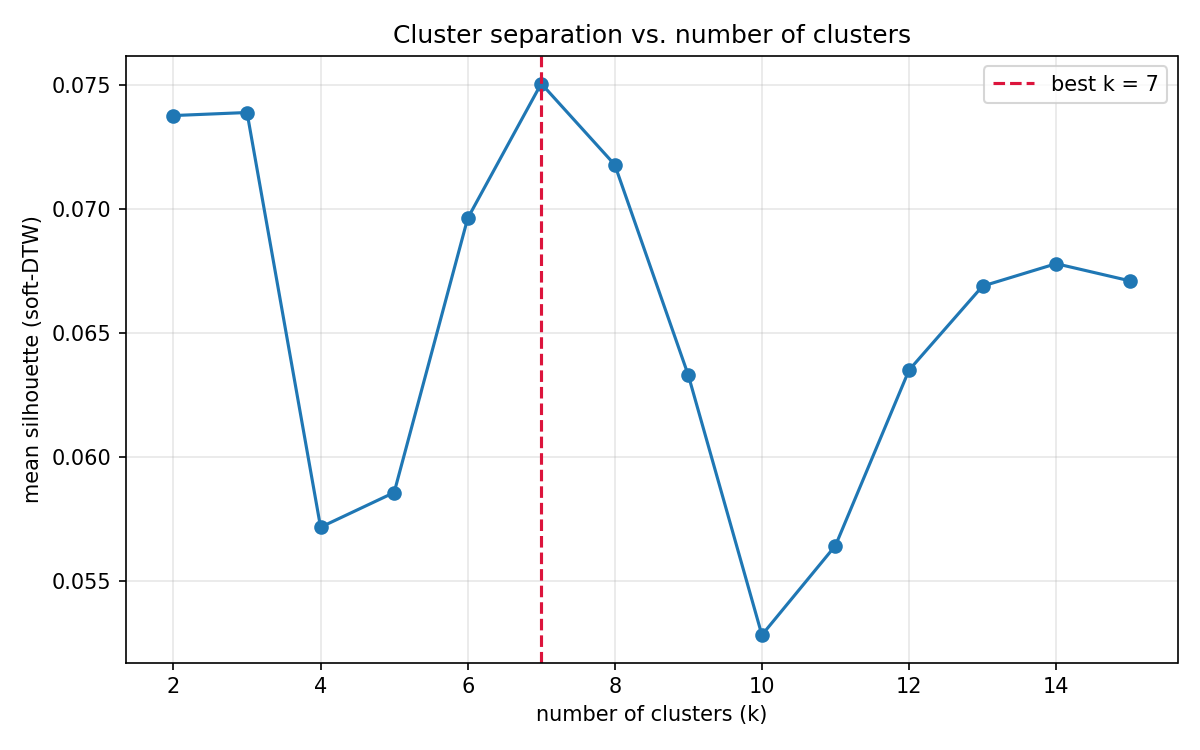 Cluster separation vs. number of clusters
best k = 7
mean silhouette (soft-DTW)
0.075
0.070
0.065
0.060
0.055
2 4 6 8 10 12 14
number of clusters (k)